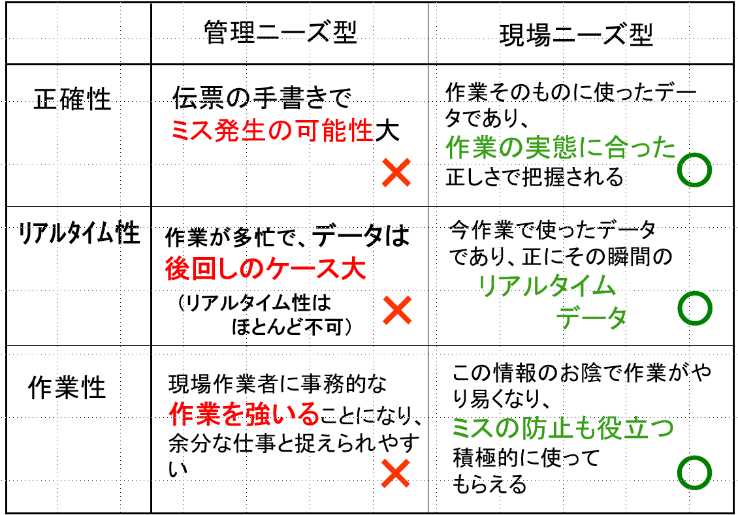 管理ニーズ型
現場ニーズ型
正確性
伝票の手書きで
ミス発生の可能性大
×
作業そのものに使ったデー
タであり、
作業の実態に合った
正しさで把握される
○
リアルタイム性
作業が多忙で、データは
後回しのケース大
（リアルタイム性は
ほとんど不可）
×
今作業で使ったデータ
であり、正にその瞬間の
リアルタイム
データ
○
作業性
現場作業者に事務的な
作業を強いることになり、
余分な仕事と捉えられやす
い
×
この情報のお陰で作業がや
り易くなり、
ミスの防止も役立つ
積極的に使って
もらえる
○